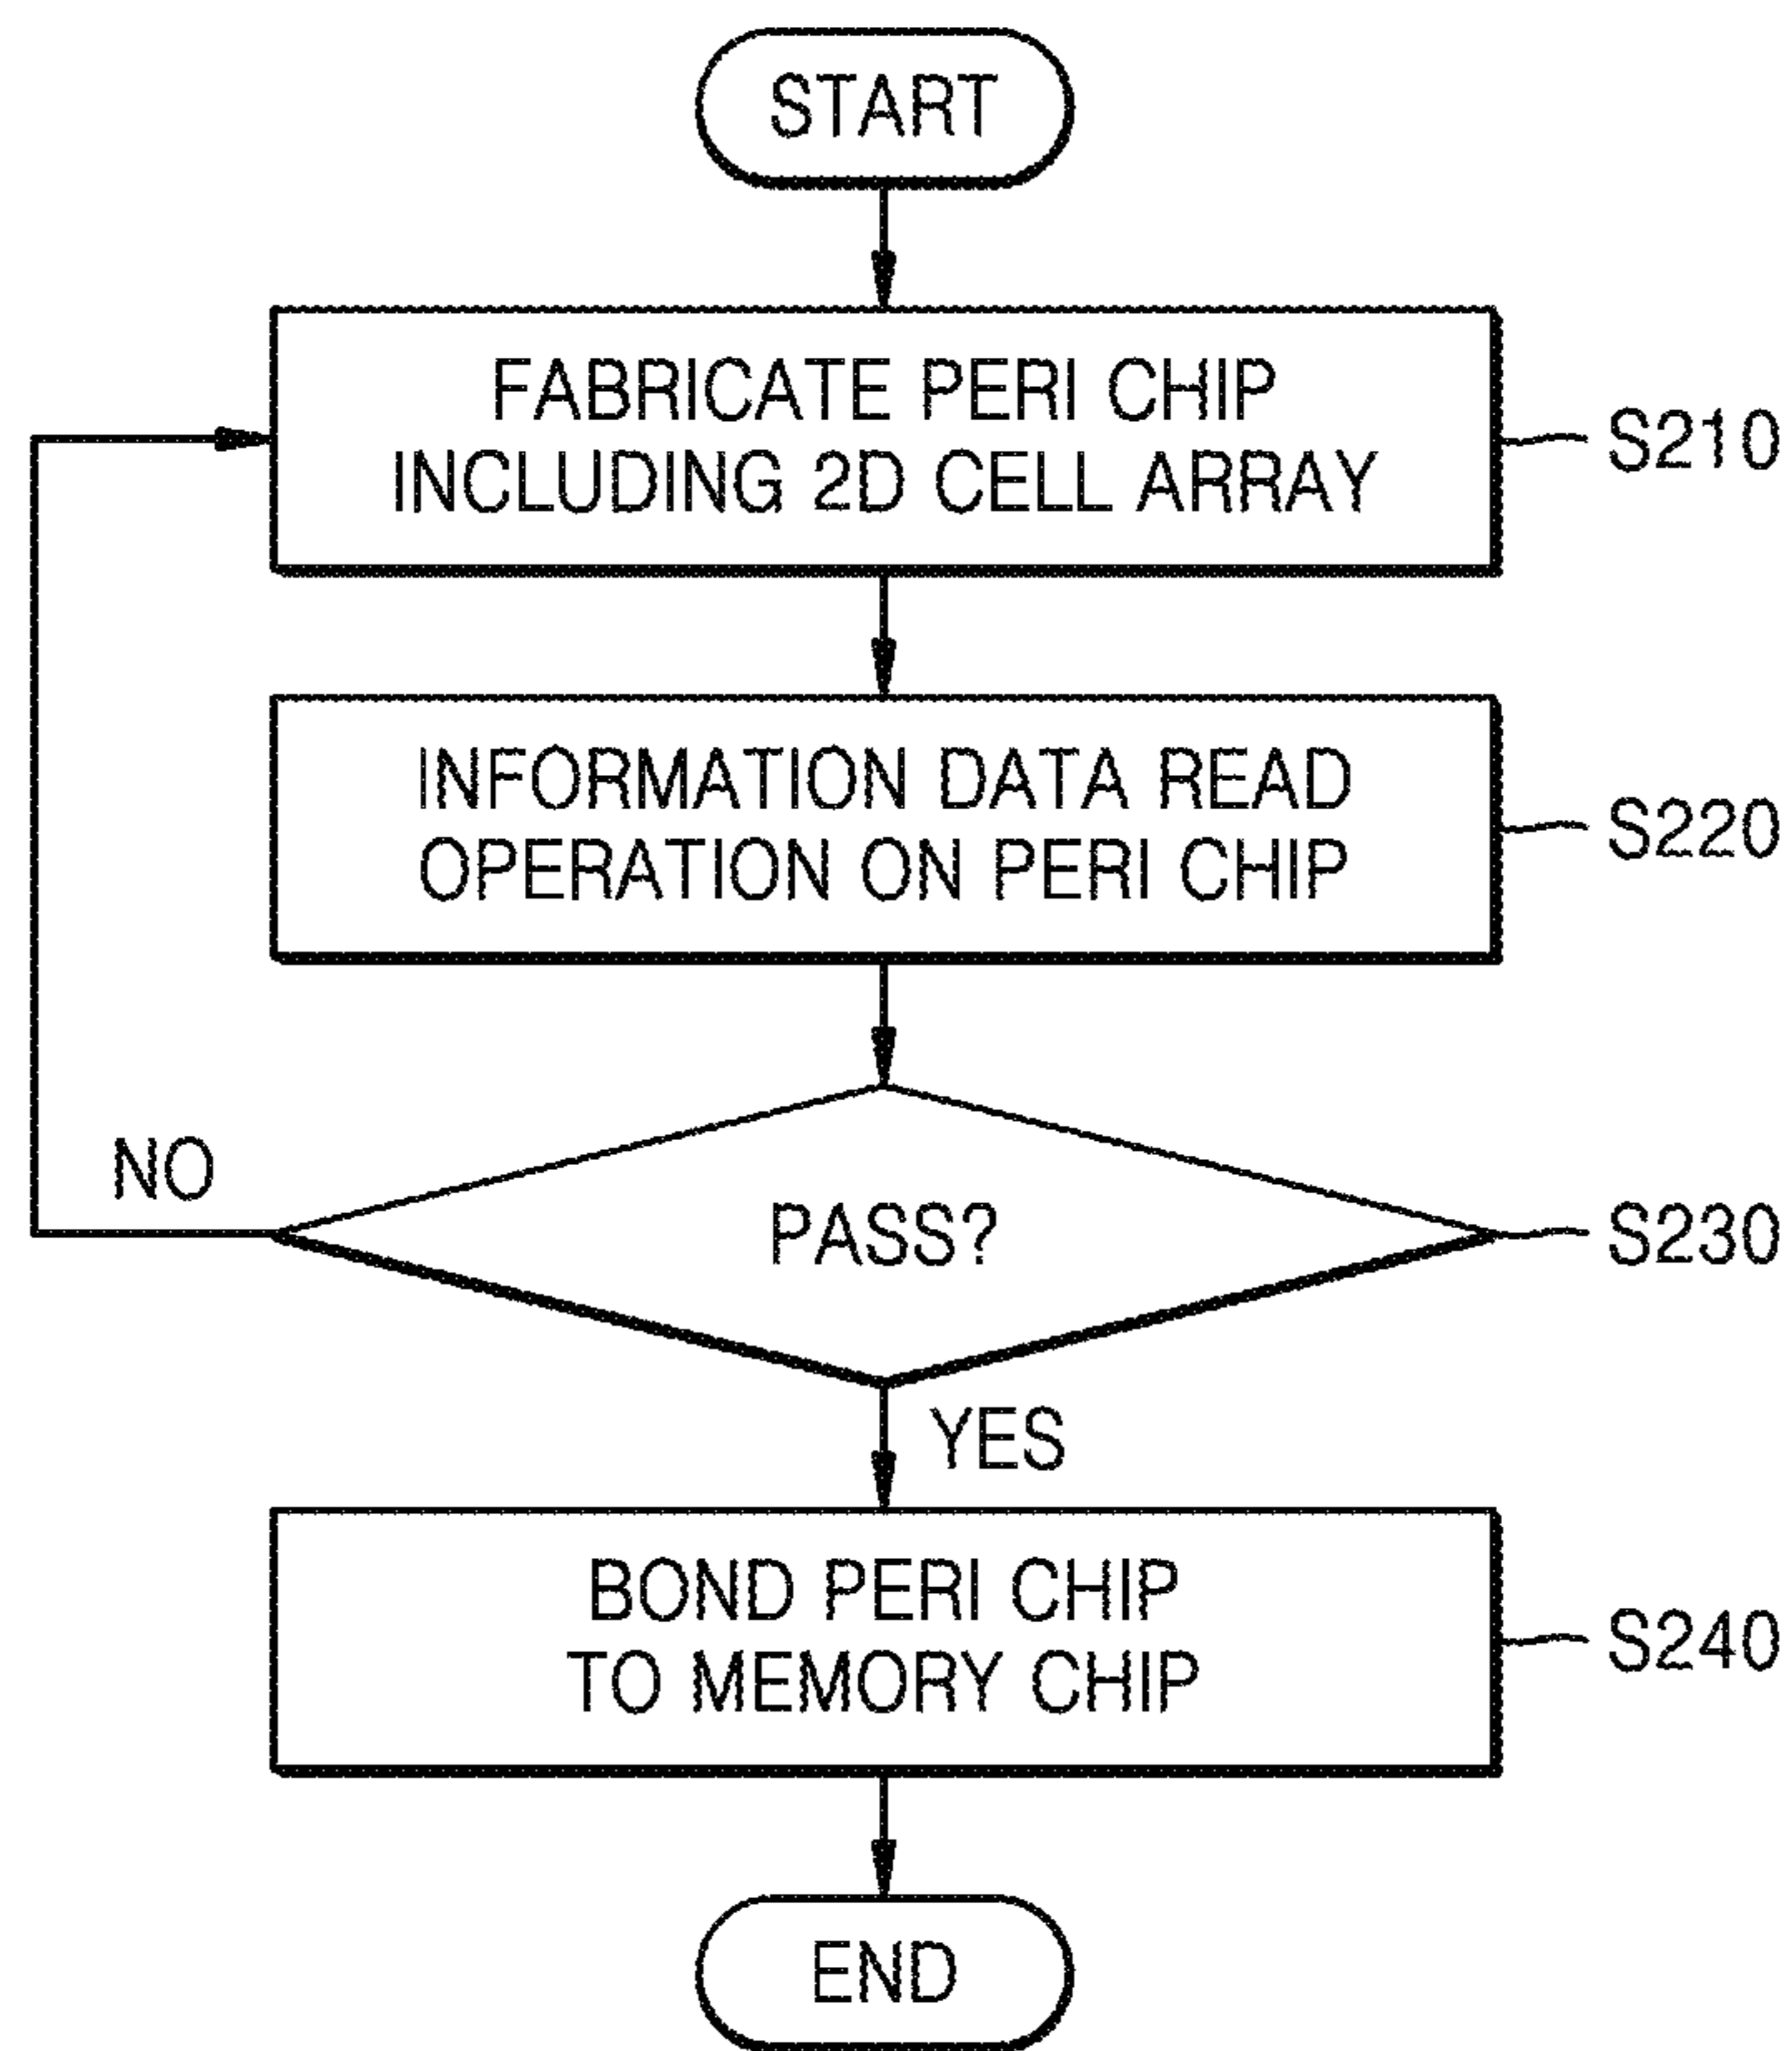 START
FABRICATE PERI CHIP
INCLUDING 2D CELL ARRAY
S210
INFORMATION DATA READ
OPERATION ON PERI CHIP
S220
NO
PASS?
S230
YES
BOND PERI CHIP
TO MEMORY CHIP
S240
END